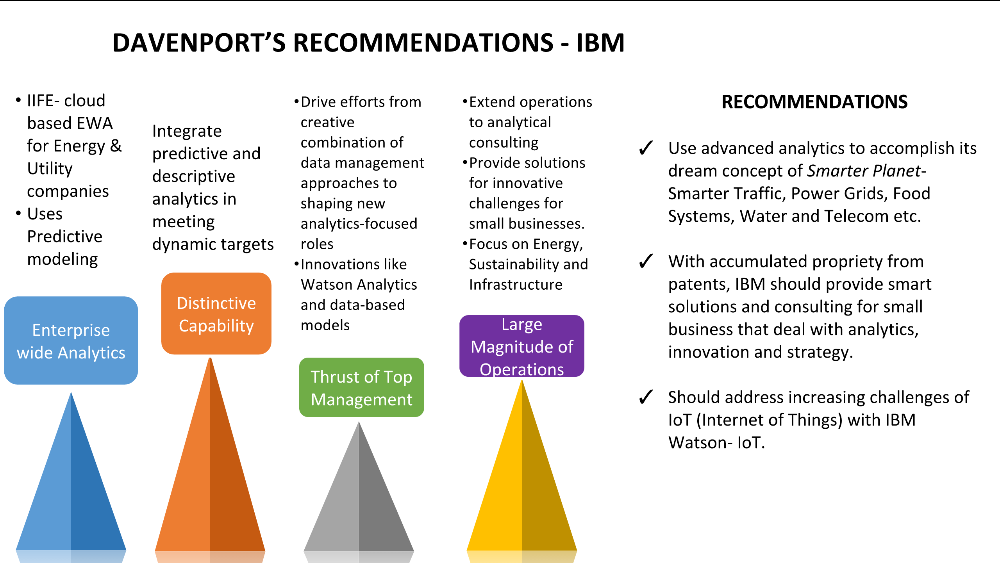 DAVENPORT’S RECOMMENDATIONS - IBM
• IIFE- cloud
based EWA
for Energy &
Utility
companies
• Uses
Predictive
modeling
Enterprise
wide Analytics
Integrate
predictive and
descriptive
analytics in
meeting
dynamic targets
Distinctive
Capability
•Drive efforts from
creative
combination of
data management
approaches to
shaping new
analytics-focused
roles
•Innovations like
Watson Analytics
and data-based
models
Thrust of Top
Management
•Extend operations
to analytical
consulting
•Provide solutions
for innovative
challenges for
small businesses.
•Focus on Energy,
Sustainability and
Infrastructure
Large
Magnitude of
Operations
RECOMMENDATIONS
✓ Use advanced analytics to accomplish its
dream concept of Smarter Planet-
Smarter Traffic, Power Grids, Food
Systems, Water and Telecom etc.
✓ With accumulated propriety from
patents, IBM should provide smart
solutions and consulting for small
business that deal with analytics,
innovation and strategy.
✓ Should address increasing challenges of
IoT (Internet of Things) with IBM
Watson- IoT.